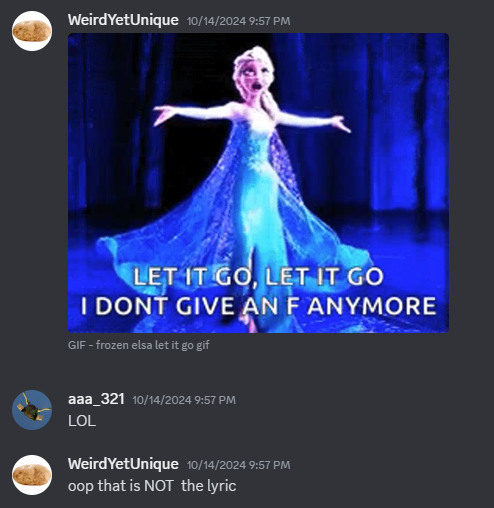 WeirdYetUnique 10/14/2024 9:57 PM
LET IT GO, LET IT GO
I DONT GIVE AN F ANYMORE
GIF - frozen elsa let it go gif
aaa_321 10/14/2024 9:57 PM
LOL
WeirdYetUnique 10/14/2024 9:57 PM
oop that is NOT the lyric